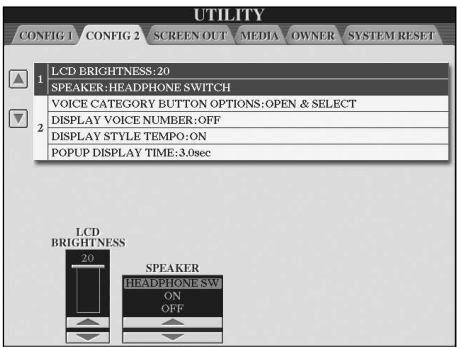 UTILITY
CONFIG 1 CONFIG 2 SCREEN OUT MEDIA OWNER SYSTEM RESET
1 LCD BRIGHTNESS:20
SPEAKER:HEADPHONE SWITCH
2 VOICE CATEGORY BUTTON OPTIONS:OPEN & SELECT
DISPLAY VOICE NUMBER:OFF
DISPLAY STYLE TEMPO:ON
POPUP DISPLAY TIME:3.0sec
LCD
BRIGHTNESS
20
SPEAKER
HEADPHONE SW
ON
OFF